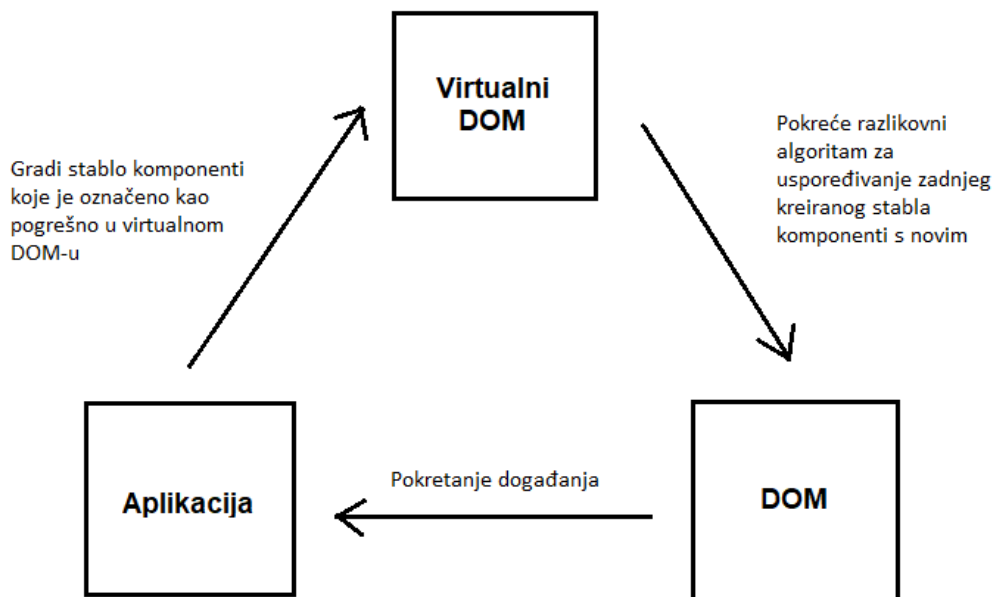 Virtualni
DOM
Gradi stablo komponenti
koje je označeno kao
pogrešno u virtualnom
DOM-u
Pokreće razlikovni
algoritam za
uspoređivanje zadnjeg
kreiranog stabla
komponenti s novim
Aplikacija
Pokretanje događanja
DOM